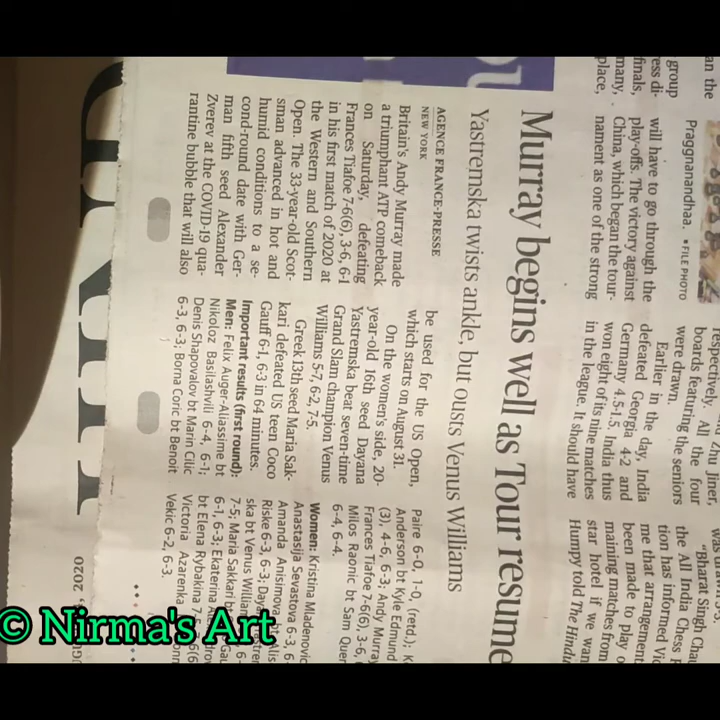 an the
group
ress di-
finals,
many,
place,
Praggnanandhaa. •FILE PHOTO
will have to go through the
play-offs. The victory against
China, which began the tour-
nament as one of the strong
liner,
respectively. All the four
boards featuring the seniors
were drawn.
Earlier in the day, India
defeated Georgia 4-2 and
Germany 4.5-1.5. India thus
won eight of its nine matches
in the league. It should have
"Bharat Singh Chau
the All India Chess F
tion has informed Vi
me that arrangement
been made to play o
maining matches from
star hotel if we wan
Humpy told The Hindu
Murray begins well as Tour resume
Yastremska twists ankle, but ousts Venus Williams
AGENCE FRANCE-PRESSE
NEW YORK
Britain's Andy Murray made
a triumphant ATP comeback
on Saturday, defeating
Frances Tiafoe 7-6(6), 3-6, 6-1
in his first match of 2020 at
the Western and Southern
Open. The 33-year-old Scot-
sman advanced in hot and
humid conditions to a se-
cond-round date with Ger-
man fifth seed Alexander
Zverev at the COVID-19 qua-
rantine bubble that will also
be used for the US Open,
which starts on August 31.
On the women's side, 20-
year-old 16th seed Dayana
Yastremska beat seven-time
Grand Slam champion Venus
Williams 5-7, 6-2, 7-5.
Greek 13th seed Maria Sak-
kari defeated US teen Coco
Gauff 6-1, 6-3 in 64 minutes.
Important results (first round):
Men: Felix Auger-Aliassime bt
Nikoloz Basilashvili 6-4, 6-1;
Denis Shapovalov bt Marin Cilic
6-3, 6-3; Borna Coric bt Benoit
Paire 6-0, 1-0, (retd.); K
Anderson bt Kyle Edmund
(3), 4-6, 6-3; Andy Murray
Frances Tiafoe 7-6(6), 3-6,
Milos Raonic bt Sam Quer
6-4, 6-4.
Women: Kristina Mladenovic
Anastasija Sevastova 6-3, 6-
Amanda Anisimova bt Alis
Riske 6-3, 6-3;
ska bt Venus William
7-5; Maria Sakkari bt
6-1, 6-3; Ekaterina
bt Elena Rybakina
Victoria Azarenka
Vekic 6-2, 6-3.
2020
© Nirma's Art